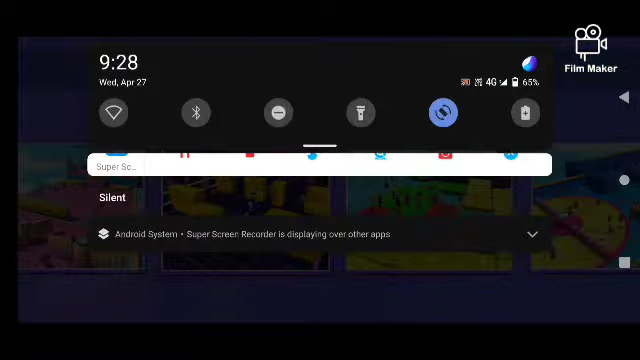 9:28
Film Maker
Wed, Apr 27
4G 65%
Super Sc...
Silent
Android System • Super Screen Recorder is displaying over other apps